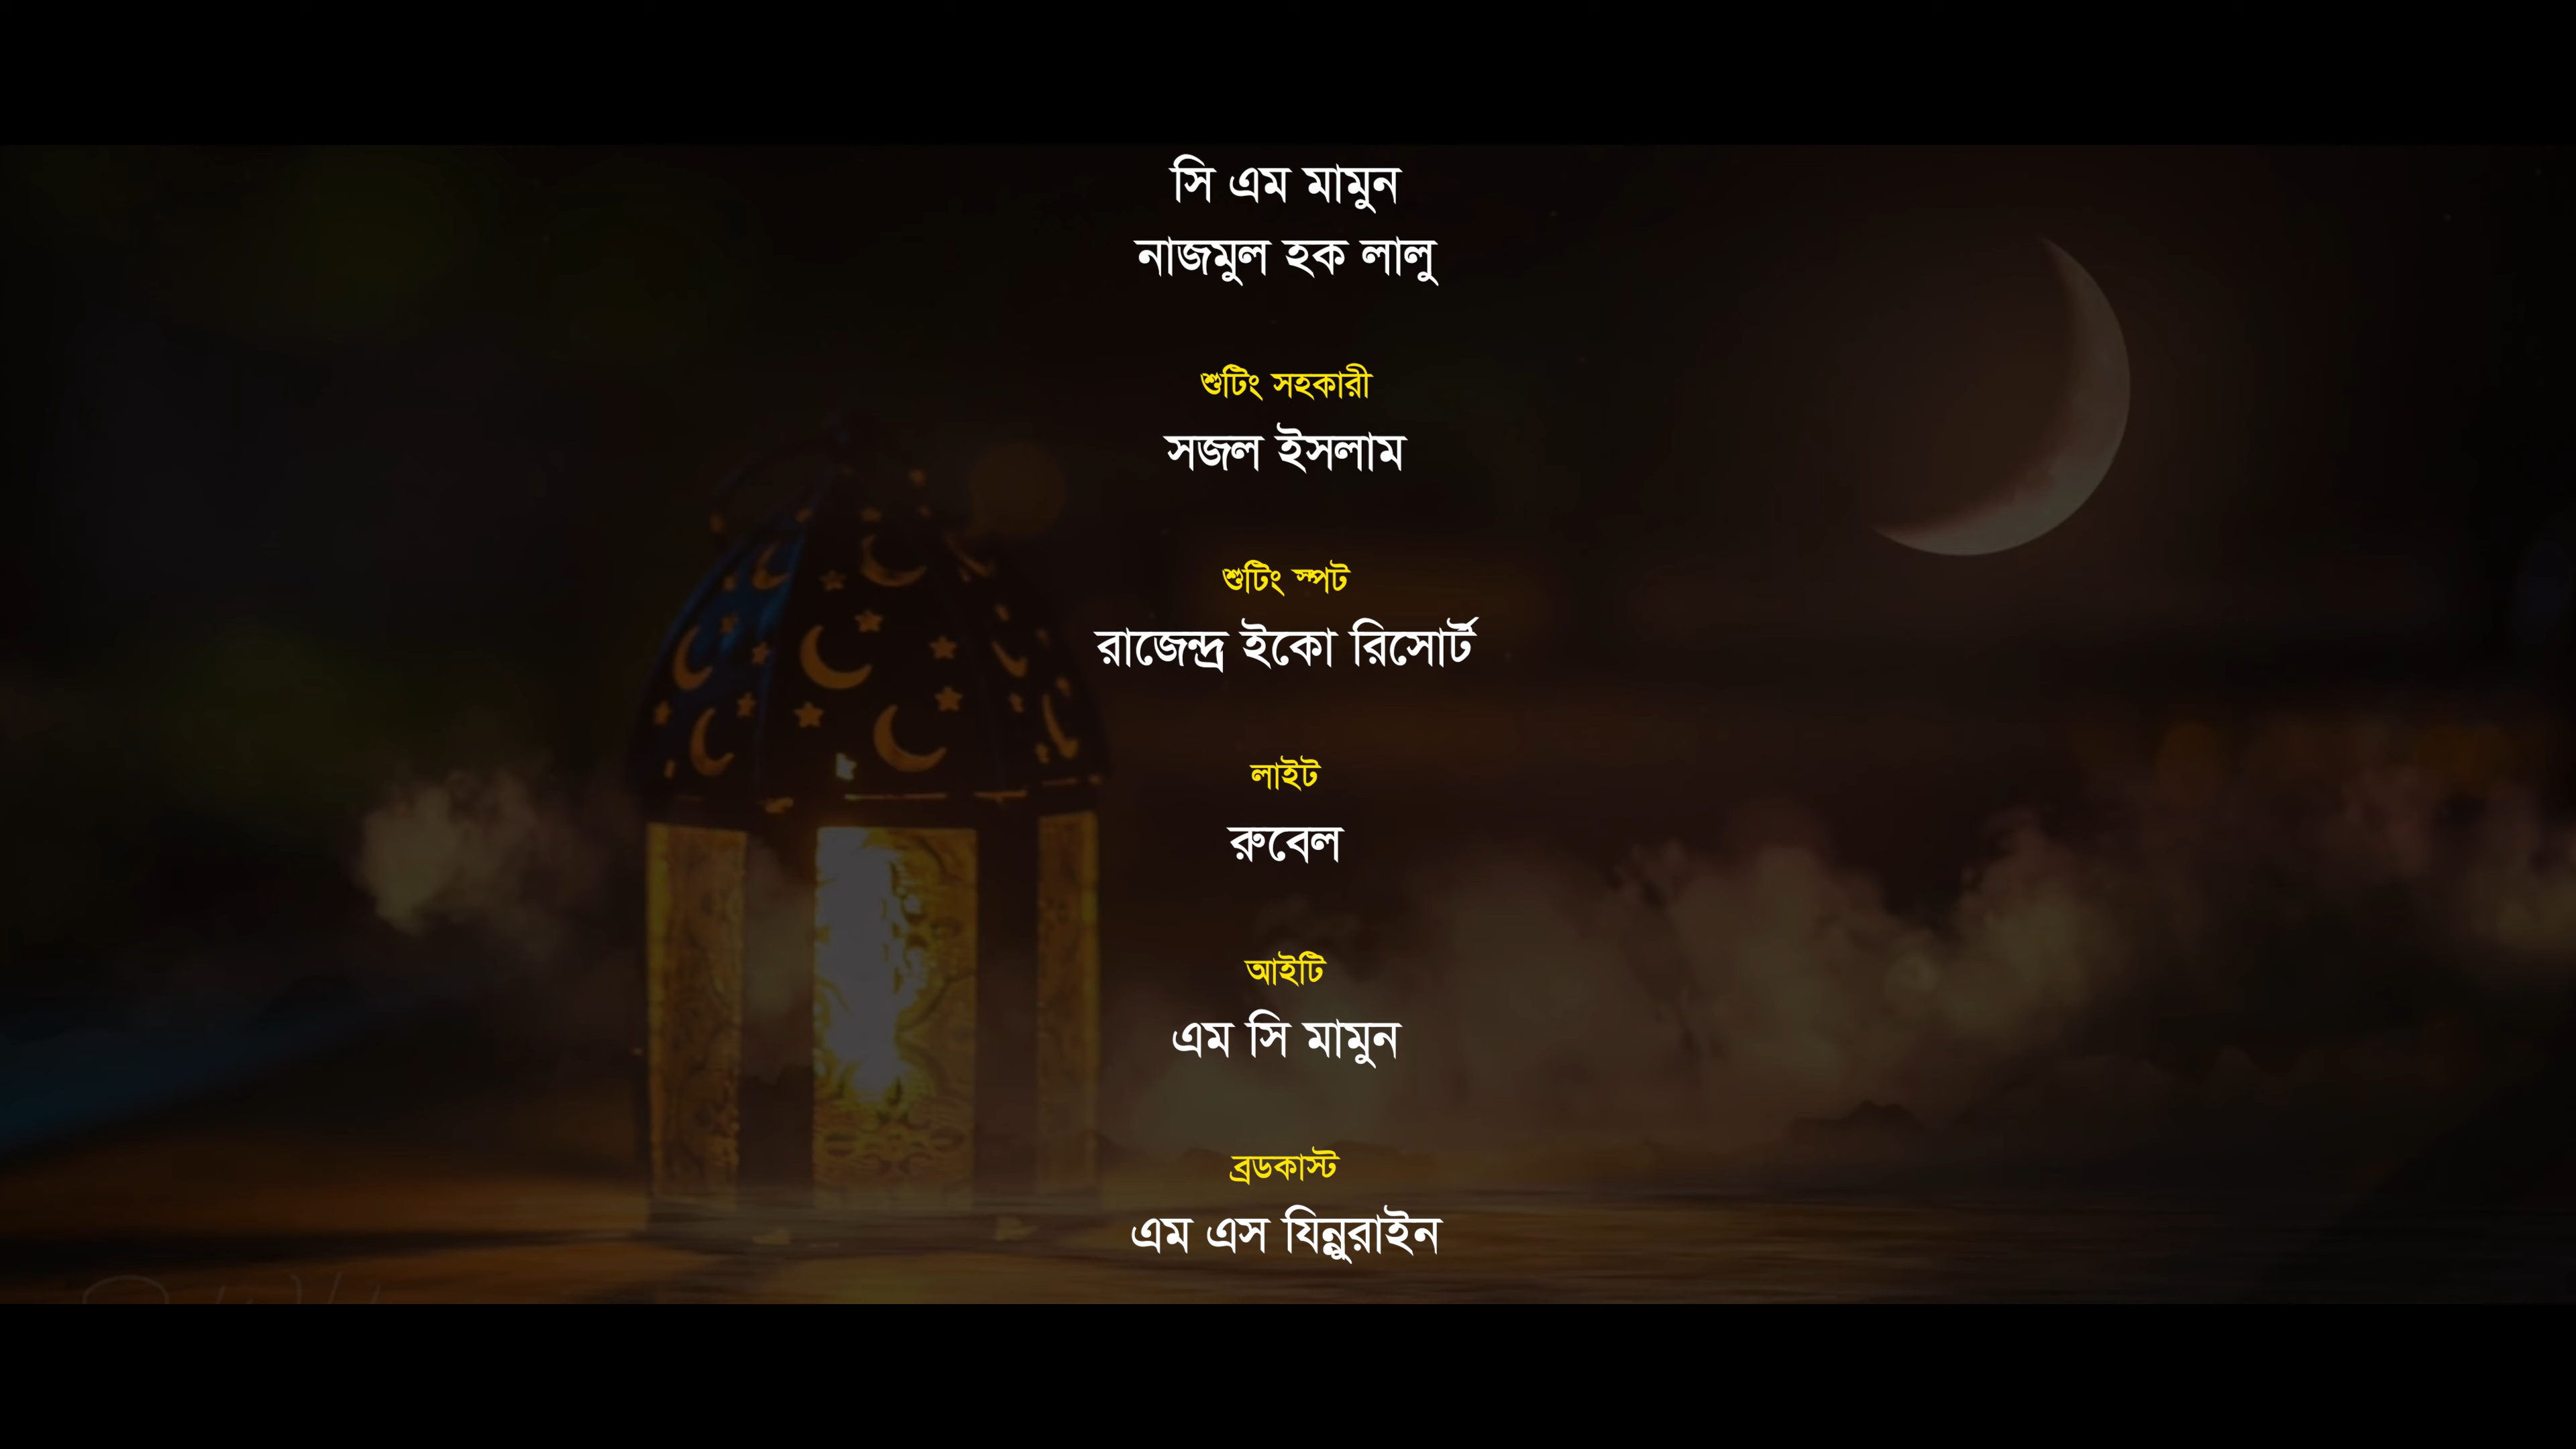 সি এম মামুন
নাজমুল হক লালু
শুটিং সহকারী
সজল ইসলাম
শুটিং স্পট
রাজেন্দ্র ইকো রিসোর্ট
লাইট
রুবেল
আইটি
এম সি মামুন
ব্রডকাস্ট
এম এস যিন্নুরাইন